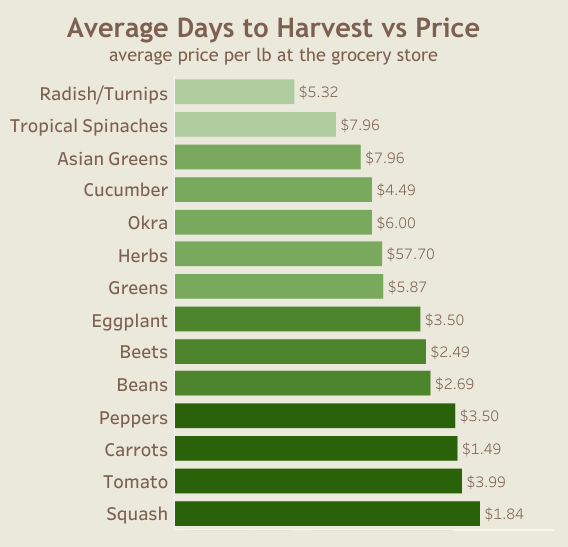 Average Days to Harvest vs Price
average price per lb at the grocery store
Radish/Turnips $5.32
Tropical Spinaches $7.96
Asian Greens $7.96
Cucumber $4.49
Okra $6.00
Herbs $57.70
Greens $5.87
Eggplant $3.50
Beets $2.49
Beans $2.69
Peppers $3.50
Carrots $1.49
Tomato $3.99
Squash $1.84